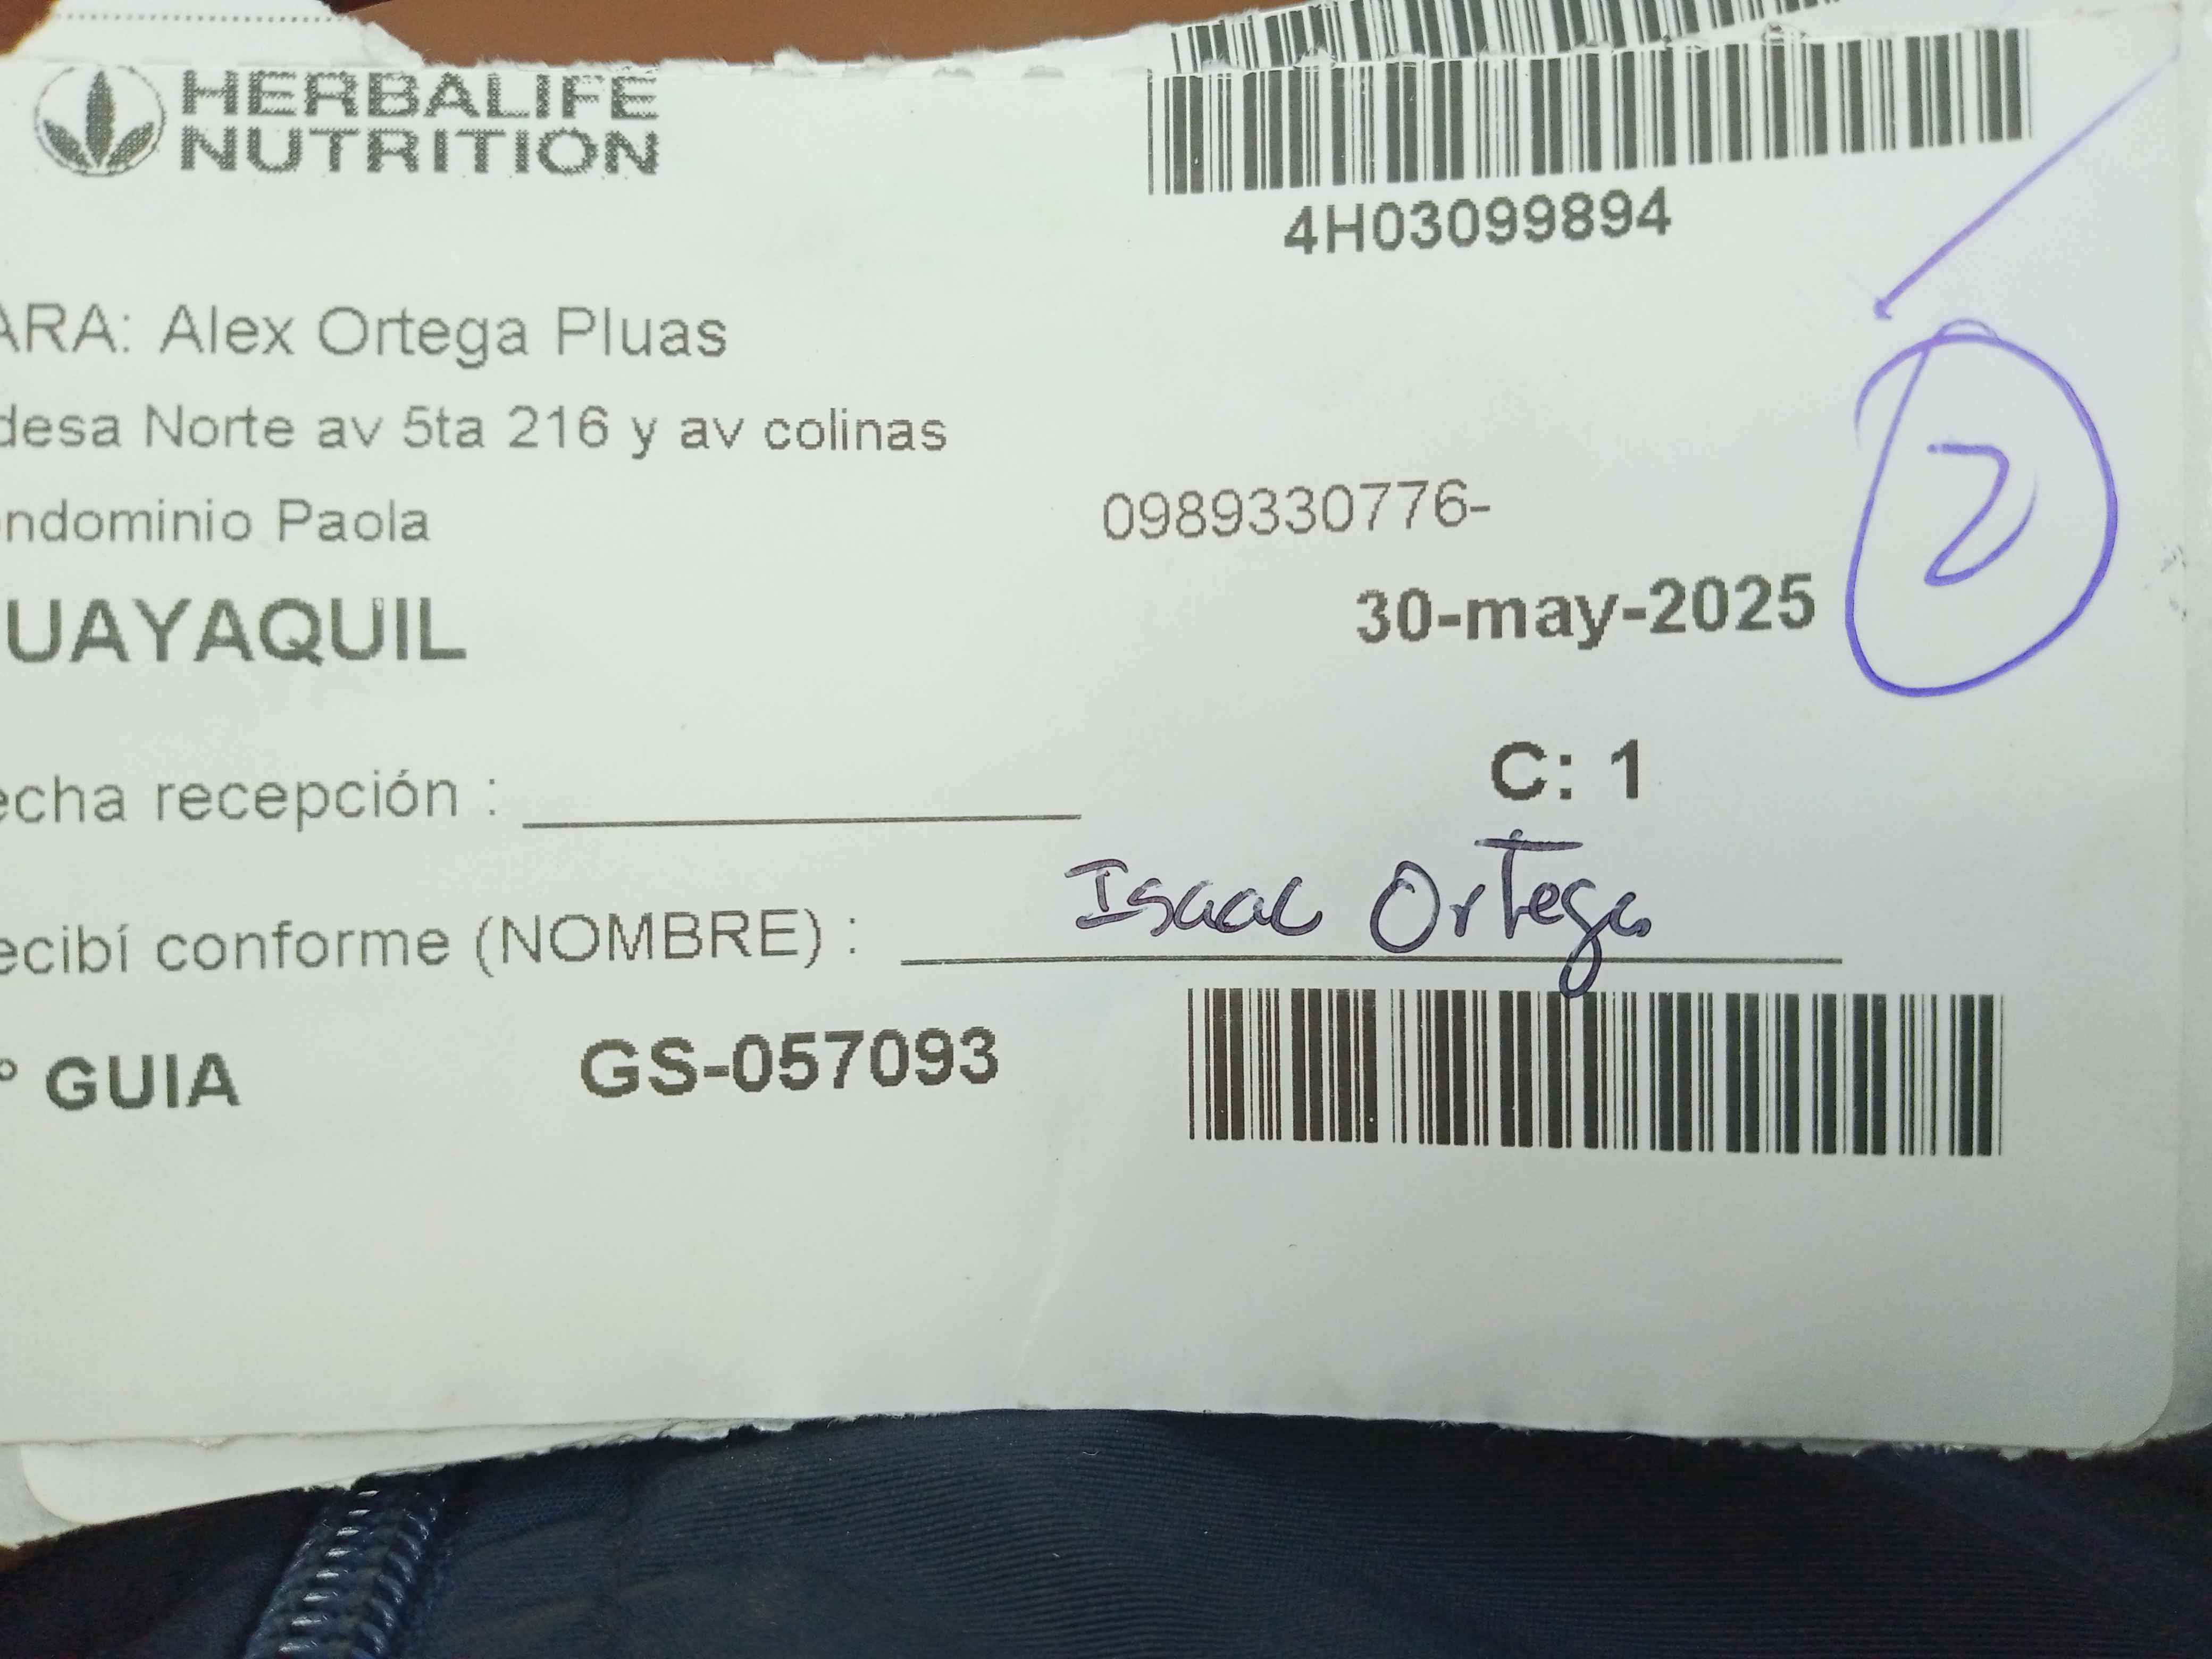 HERBALIFE
NUTRITION
4H03099894
ARA: Alex Ortega Pluas
desa Norte av 5ta 216 y av colinas
ondominio Paola
0989330776-
UAYAQUIL
30-may-2025
2
C: 1
echa recepción :
ecibí conforme (NOMBRE) : Isaac Ortega
° GUIA GS-057093